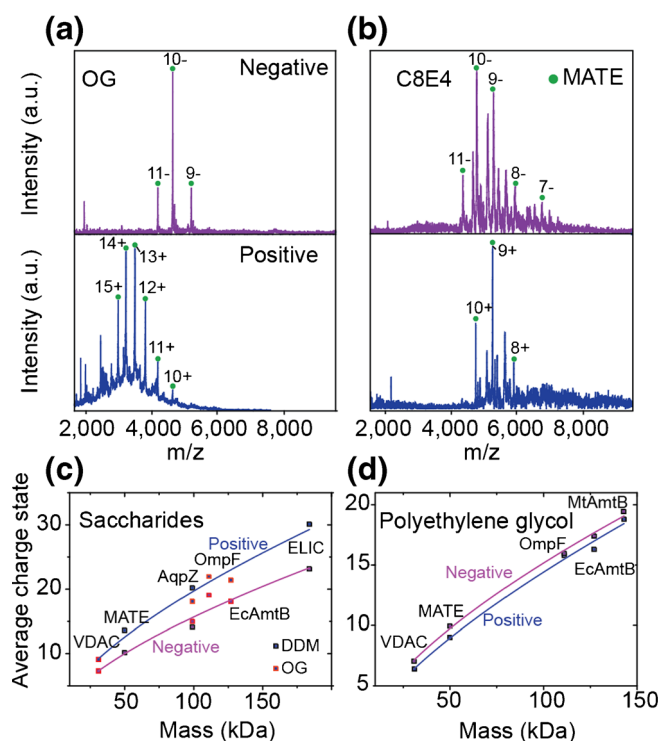 (a)
OG
Negative
10-
11-
9-
Intensity (a.u.)
Positive
14+
13+
15+
12+
11+
10+
Intensity (a.u.)
2,000 4,000 6,000 8,000
m/z
(b)
C8E4
MATE
10-
9-
11-
8-
7-
Intensity (a.u.)
9+
10+
8+
Intensity (a.u.)
2,000 4,000 6,000 8,000
m/z
(c)
Average charge state
30
20
10
Saccharides
Positive
ELIC
OmpF
AqpZ
MATE
VDAC
EcAmtB
Negative
DDM
OG
50 100 150
Mass (kDa)
(d)
20
15
10
5
Polyethylene glycol
MtAmtB
OmpF
Negative
EcAmtB
MATE
Positive
VDAC
0 50 100 150
Mass (kDa)